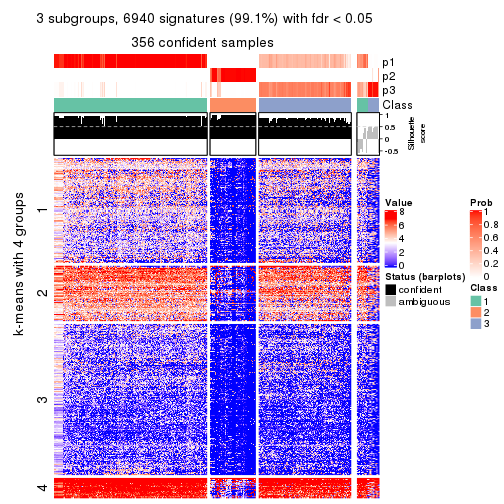 3 subgroups, 6940 signatures (99.1%) with fdr < 0.05
356 confident samples
p1
p2
p3
Class
1
0.5
0
-0.5
Silhouette
score
k-means with 4 groups
1
2
3
4
Value
8
6
4
2
0
Status (barplots)
confident
ambiguous
Prob
1
0.8
0.6
0.4
0.2
0
Class
1
2
3